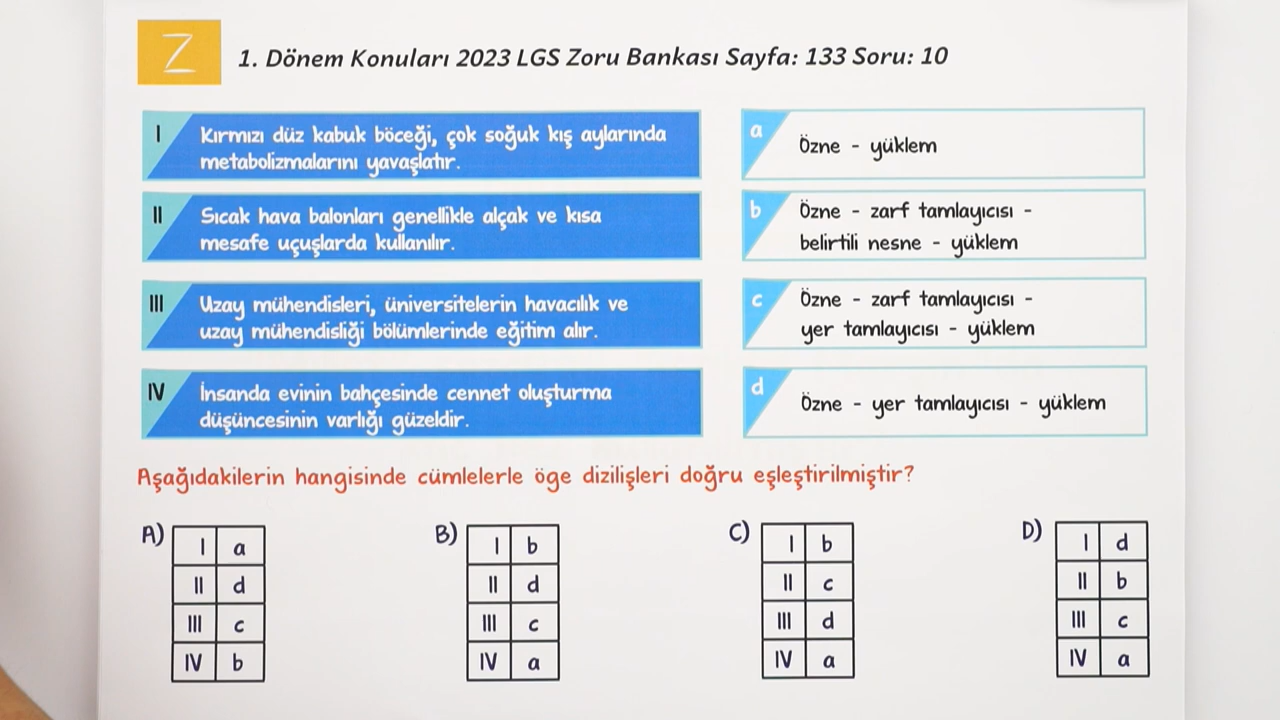 Z
1. Dönem Konuları 2023 LGS Zoru Bankası Sayfa: 133 Soru: 10
I
Kırmızı düz kabuk böceği, çok soğuk kış aylarında
metabolizmalarını yavaşlatır.
a
Özne - yüklem
II
Sıcak hava balonları genellikle alçak ve kısa
mesafe uçuşlarda kullanılır.
b
Özne - zarf tamlayıcısı -
belirtili nesne - yüklem
III
Uzay mühendisleri, üniversitelerin havacılık ve
uzay mühendisliği bölümlerinde eğitim alır.
c
Özne - zarf tamlayıcısı -
yer tamlayıcısı - yüklem
IV
İnsanda evinin bahçesinde cennet oluşturma
düşüncesinin varlığı güzeldir.
d
Özne - yer tamlayıcısı - yüklem
Aşağıdakilerin hangisinde cümlelerle öge dizilişleri doğru eşleştirilmiştir?
A)
I a
II d
III c
IV b
B)
I b
II d
III c
IV a
C)
I b
II c
III d
IV a
D)
I d
II b
III c
IV a